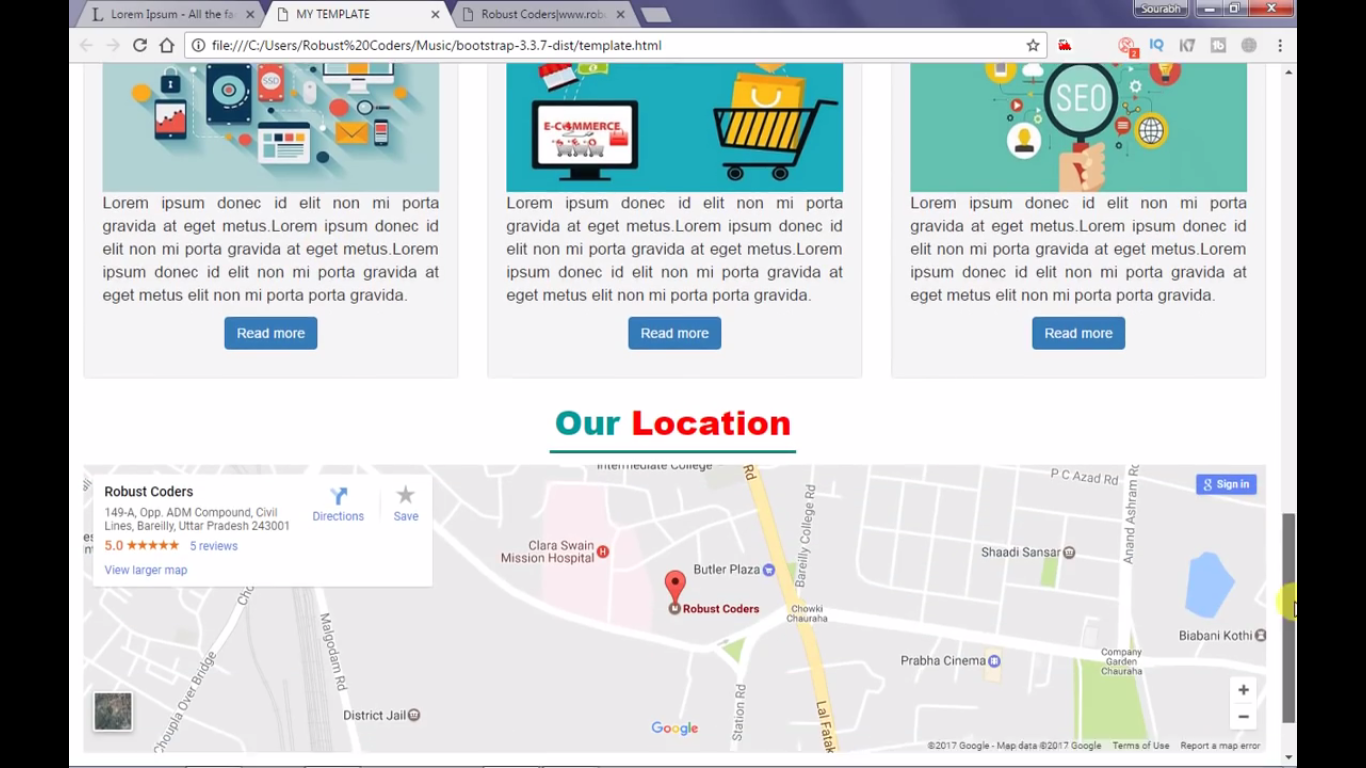 Lorem Ipsum - All the fa
MY TEMPLATE
Robust Coders|www.rob
Sourabh
file:///C:/Users/Robust%20Coders/Music/bootstrap-3.3.7-dist/template.html
2
IQ
SSD
E-COMMERCE
SEO
Lorem ipsum donec id elit non mi porta
gravida at eget metus.Lorem ipsum donec id
elit non mi porta gravida at eget metus.Lorem
ipsum donec id elit non mi porta gravida at
eget metus elit non mi porta porta gravida.
Read more
Lorem ipsum donec id elit non mi porta
gravida at eget metus.Lorem ipsum donec id
elit non mi porta gravida at eget metus.Lorem
ipsum donec id elit non mi porta gravida at
eget metus elit non mi porta porta gravida.
Read more
Lorem ipsum donec id elit non mi porta
gravida at eget metus.Lorem ipsum donec id
elit non mi porta gravida at eget metus.Lorem
ipsum donec id elit non mi porta gravida at
eget metus elit non mi porta porta gravida.
Read more
Our Location
Robust Coders
149-A, Opp. ADM Compound, Civil
Lines, Bareilly, Uttar Pradesh 243001
5.0 ★★★★★ 5 reviews
View larger map
Directions
Save
Sign in
Intermediate College
Rd
P C Azad Rd
Anand Ashram Rd
Bareilly College Rd
Clara Swain
Mission Hospital
Butler Plaza
Shaadi Sansar
Robust Coders
Chowki
Chauraha
Biabani Kothi
Prabha Cinema
Company
Garden
Chauraha
Malgodam Rd
Choupla Over Bridge
District Jail
Station Rd
Lal Fatak
Google
©2017 Google - Map data ©2017 Google
Terms of Use
Report a map error